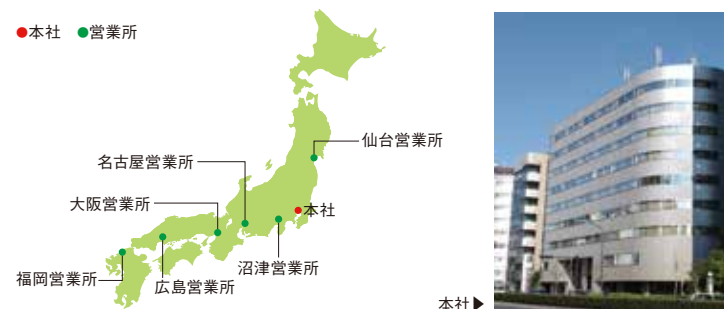 ●本社 ●営業所
仙台営業所
名古屋営業所
大阪営業所
本社
沼津営業所
福岡営業所
広島営業所
本社▶